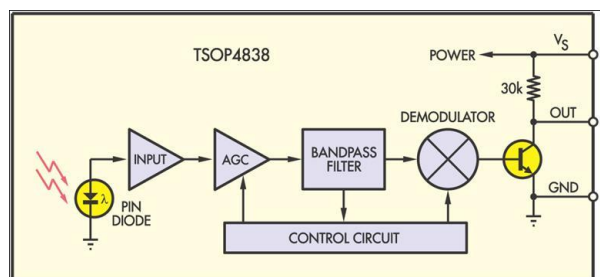 TSOP4838
POWER
VS
30k
OUT
DEMODULATOR
INPUT
AGC
BANDPASS
FILTER
λ
PIN
DIODE
GND
CONTROL CIRCUIT